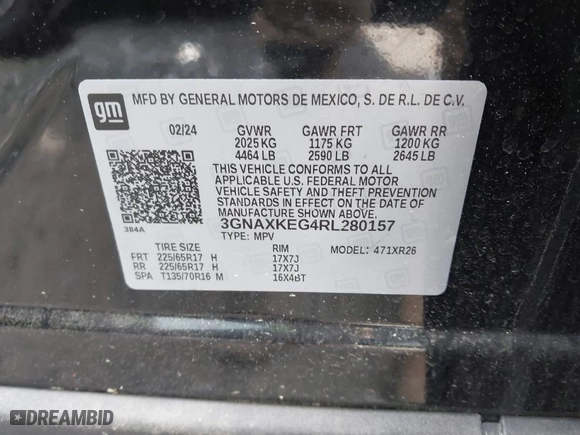 gm
MFD BY GENERAL MOTORS DE MEXICO, S. DE R.L. DE C.V.
02/24 GVWR GAWR FRT GAWR RR
2025 KG 1175 KG 1200 KG
4464 LB 2590 LB 2645 LB
THIS VEHICLE CONFORMS TO ALL
APPLICABLE U.S. FEDERAL MOTOR
VEHICLE SAFETY AND THEFT PREVENTION
STANDARDS IN EFFECT ON THE DATE OF
MANUFACTURE SHOWN ABOVE.
3GNAXKEG4RL280157
384A
TYPE: MPV MODEL: 471XR26
TIRE SIZE RIM
FRT 225/65R17 H 17X7J
RR 225/65R17 H 17X7J
SPA T135/70R16 M 16X4BT
DREAMBID